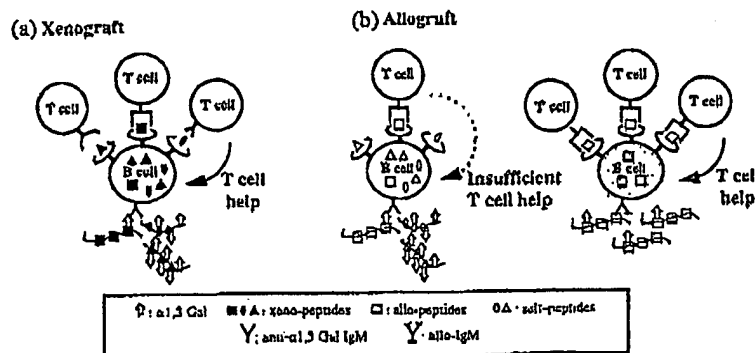 (a) Xenograft
(b) Allograft
T cell
T cell
T cell
B cell
T cell
help
T cell
B cell
Insufficient
T cell help
T cell
T cell
T cell
B cell
T cell
help
: α1,3 Gal
: xeno-peptides
: allo-peptides
: self-peptides
: anti-α1,3 Gal IgM
: allo-IgM